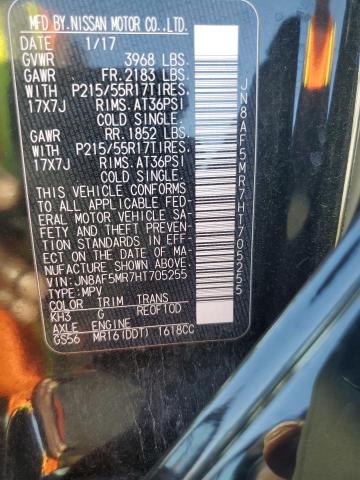 MFD BY.NISSAN MOTOR CO.,LTD.
DATE 1/17
GVWR 3968 LBS.
GAWR FR.2183 LBS.
WITH P215/55R17TIRES
17X7J RIMS.AT36PSI
COLD SINGLE.
GAWR RR.1852 LBS.
WITH P215/55R17TIRES
17X7J RIMS.AT36PSI
COLD SINGLE.
THIS VEHICLE CONFORMS
TO ALL APPLICABLE FED-
ERAL MOTOR VEHICLE SA-
FETY AND THEFT PREVEN-
TION STANDARDS IN EFF-
ECT ON THE DATE OF MA-
NUFACTURE SHOWN ABOVE
VIN:JN8AF5MR7HT705255
TYPE:MPV
COLOR TRIM TRANS
KH3 G RE0F10D
AXLE ENGINE
GS56 MR16(DDT) 1618CC
JN8AF5MR7HT705255